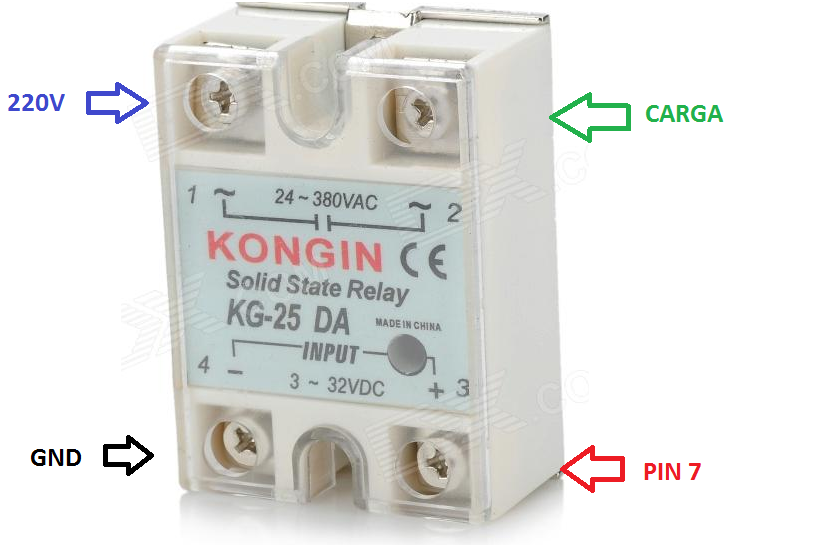 220V
CARGA
1 ~ 24 ~ 380VAC ~ 2
KONGIN CE
Solid State Relay
KG-25 DA MADE IN CHINA
4 INPUT
- 3 ~ 32VDC + 3
GND
PIN 7